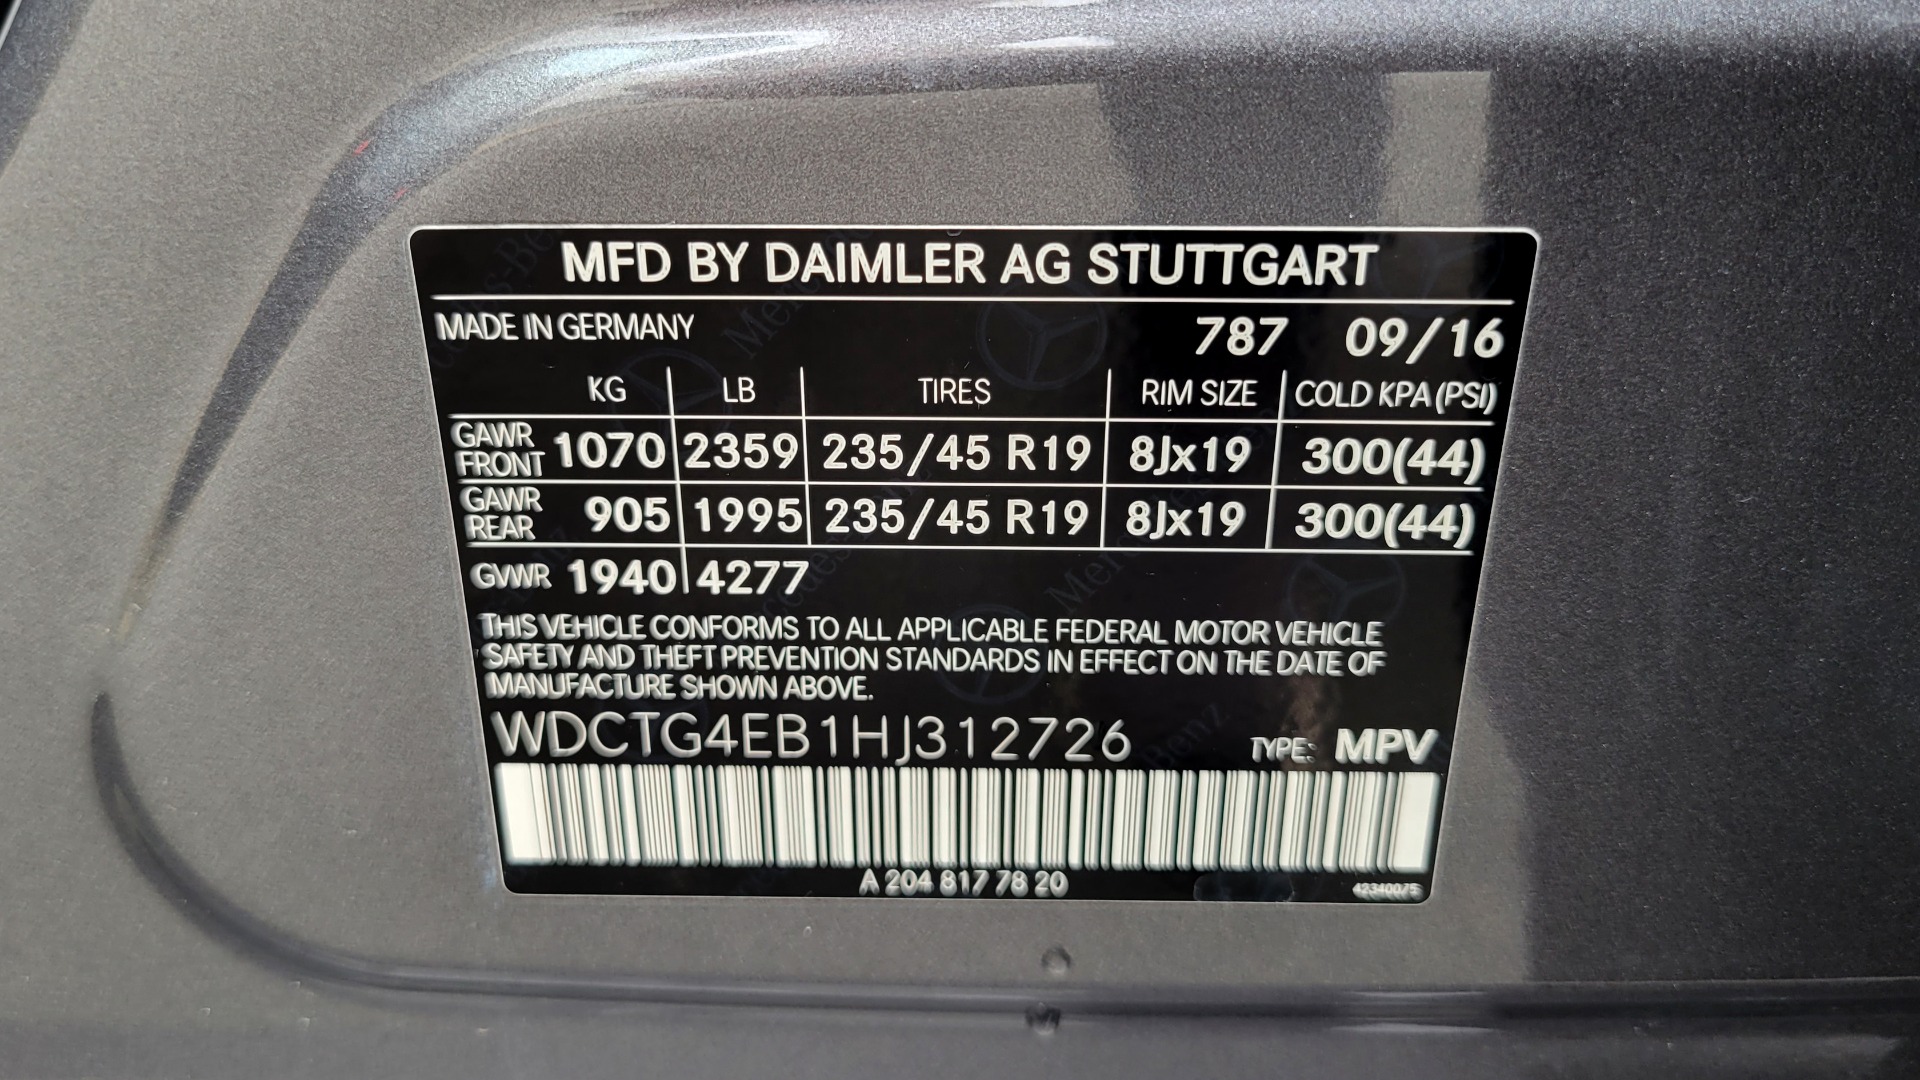 MFD BY DAIMLER AG STUTTGART
MADE IN GERMANY 787 09/16
KG LB TIRES RIM SIZE COLD KPA (PSI)
GAWR FRONT 1070 2359 235/45 R19 8Jx19 300(44)
GAWR REAR 905 1995 235/45 R19 8Jx19 300(44)
GVWR 1940 4277
THIS VEHICLE CONFORMS TO ALL APPLICABLE FEDERAL MOTOR VEHICLE
SAFETY AND THEFT PREVENTION STANDARDS IN EFFECT ON THE DATE OF
MANUFACTURE SHOWN ABOVE.
WDCTG4EB1HJ312726 TYPE: MPV
A 204 817 78 20 42340075